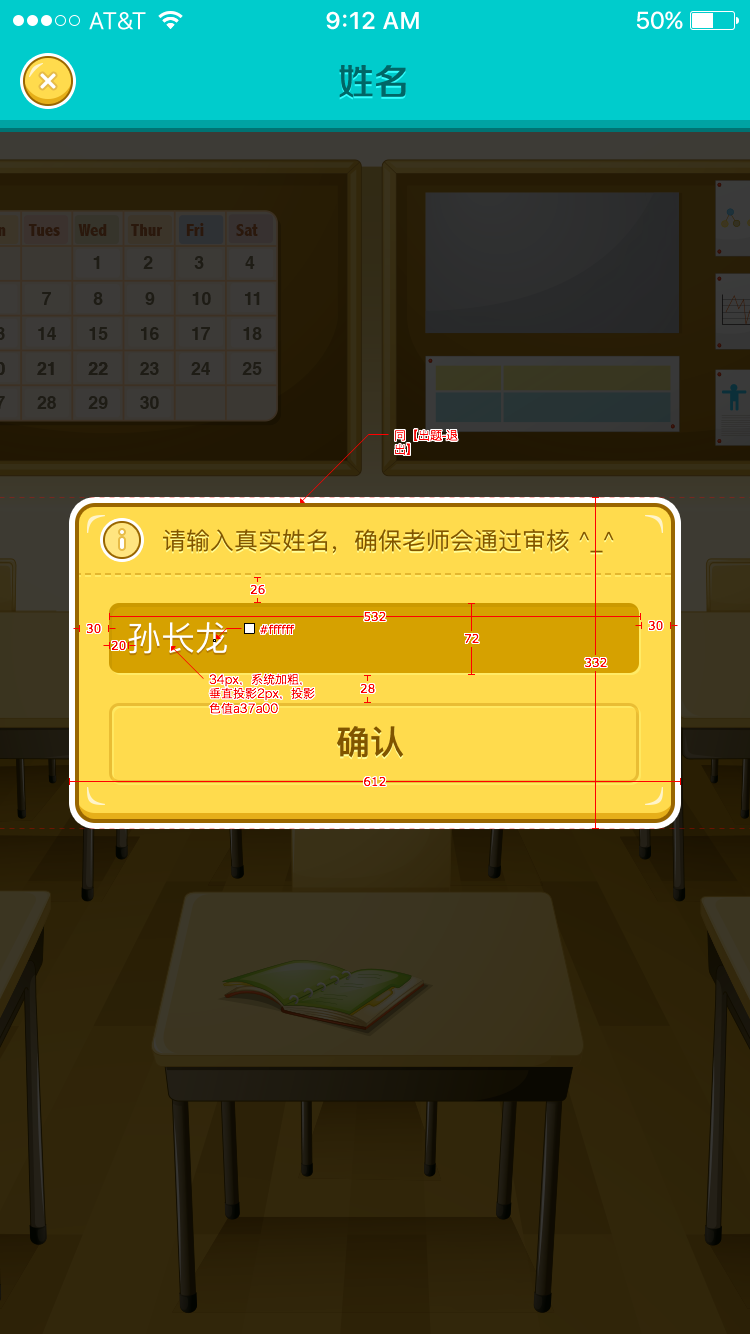 AT&T 9:12 AM 50%
姓名
Tues Wed Thur Fri Sat
1 2 3 4
7 8 9 10 11
14 15 16 17 18
21 22 23 24 25
28 29 30
同【出题-退
出】
请输入真实姓名，确保老师会通过审核 ^_^
26
532
30 孙长龙 #ffffff 30
20
72
332
34px，系统加粗，
垂直投影2px，投影
色值a37a00
28
确认
612